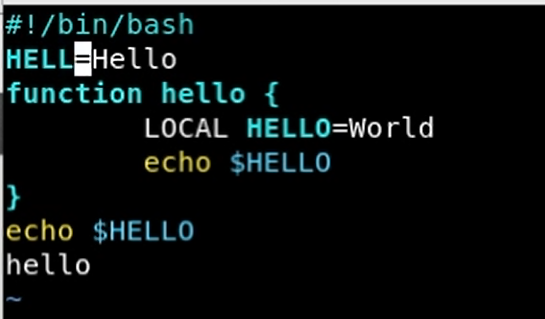 #!/bin/bash
HELL=Hello
function hello {
        LOCAL HELLO=World
        echo $HELLO
}
echo $HELLO
hello
~